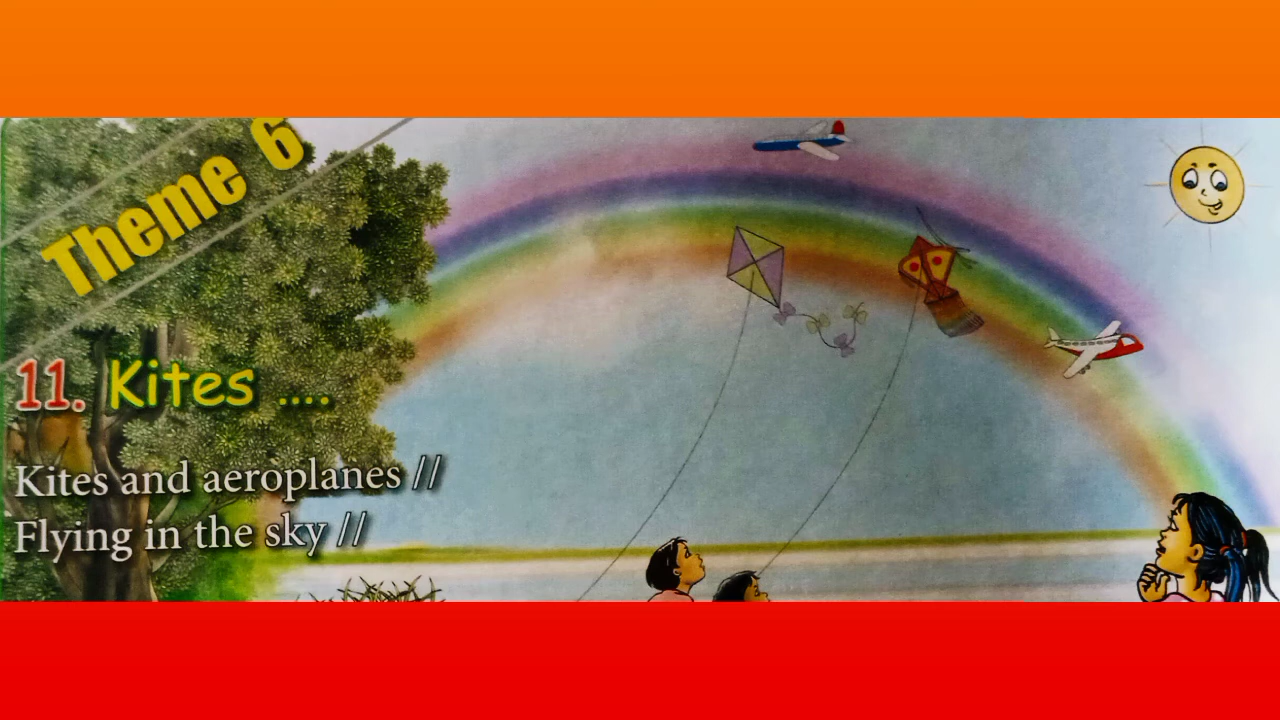 Theme 6
11. Kites ....
Kites and aeroplanes //
Flying in the sky //